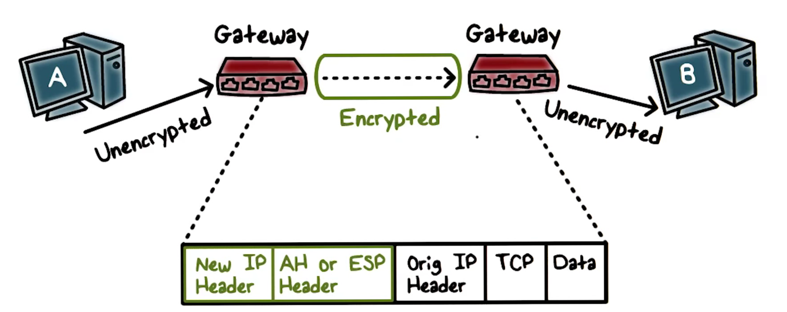 Gateway
Gateway
A
B
Unencrypted
Encrypted
Unencrypted
New IP
Header
AH or ESP
Header
Orig IP
Header
TCP
Data